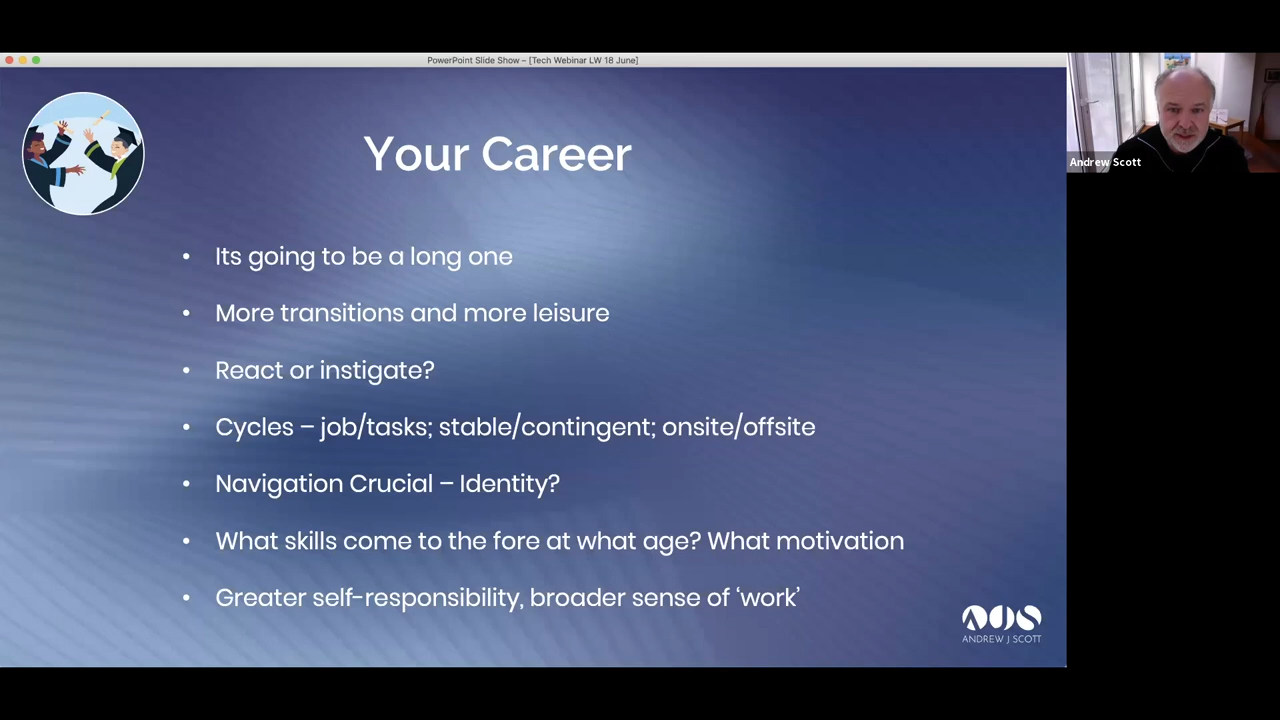 PowerPoint Slide Show – [Tech Webinar LW 18 June]
Your Career
• Its going to be a long one
• More transitions and more leisure
• React or instigate?
• Cycles – job/tasks; stable/contingent; onsite/offsite
• Navigation Crucial – Identity?
• What skills come to the fore at what age? What motivation
• Greater self-responsibility, broader sense of ‘work’
AJS
ANDREW J SCOTT
Andrew Scott